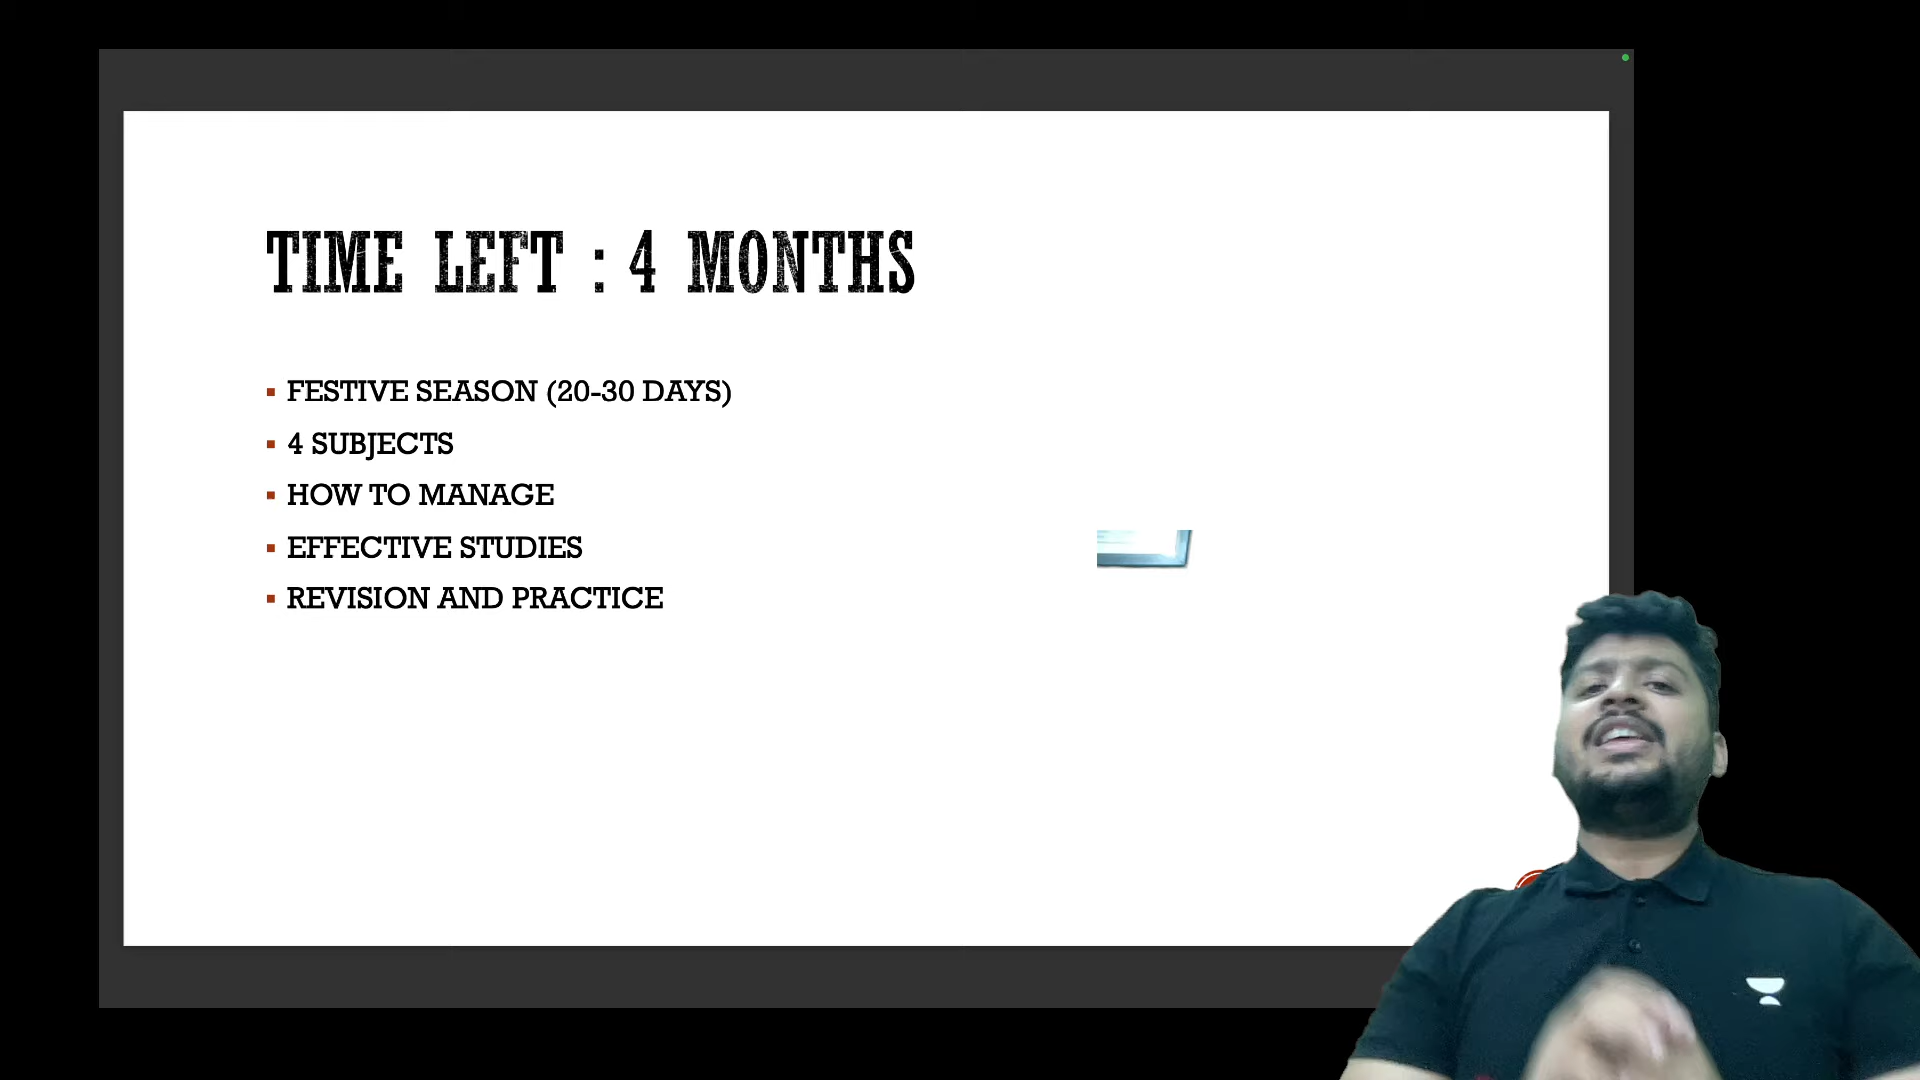 TIME LEFT : 4 MONTHS
FESTIVE SEASON (20-30 DAYS)
4 SUBJECTS
HOW TO MANAGE
EFFECTIVE STUDIES
REVISION AND PRACTICE